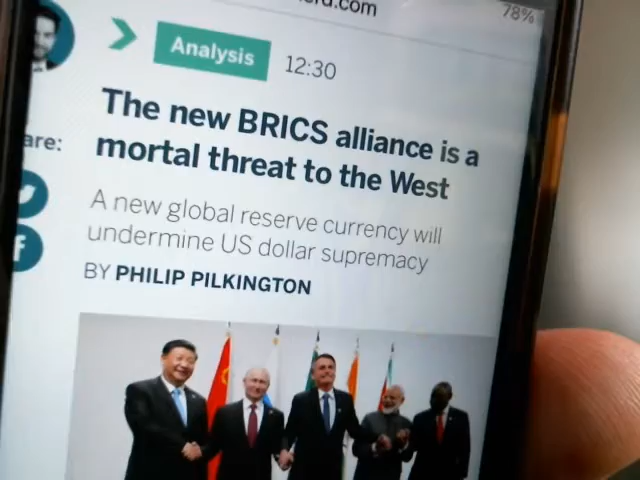 78%
Analysis 12:30
The new BRICS alliance is a
mortal threat to the West
are:
A new global reserve currency will
undermine US dollar supremacy
BY PHILIP PILKINGTON